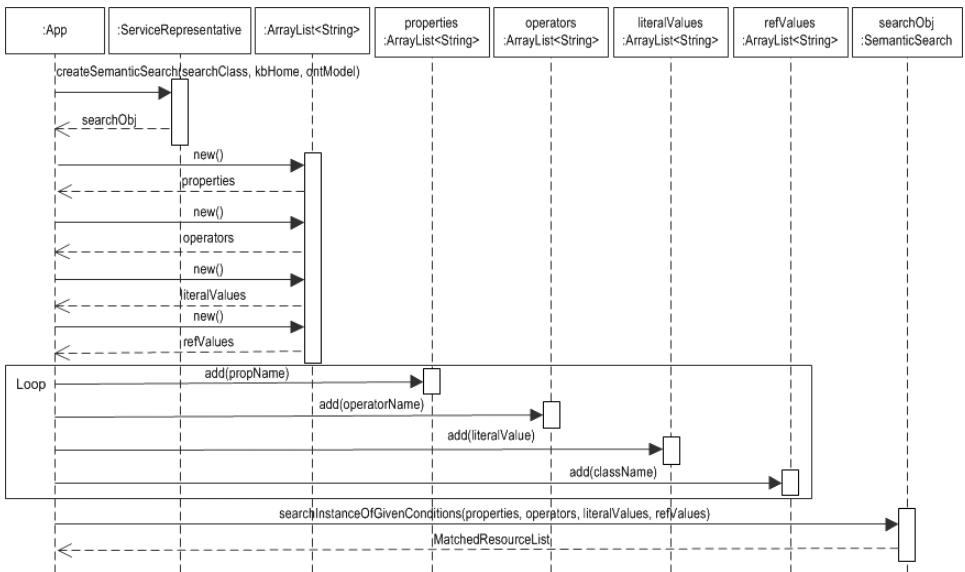 :App
:ServiceRepresentative
:ArrayList<String>
properties
:ArrayList<String>
operators
:ArrayList<String>
literalValues
:ArrayList<String>
refValues
:ArrayList<String>
searchObj
:SemanticSearch
createSemanticSearch(searchClass, kbHome, ontModel)
searchObj
new()
properties
new()
operators
new()
literalValues
new()
refValues
Loop
add(propName)
add(operatorName)
add(literalValue)
add(className)
searchInstanceOfGivenConditions(properties, operators, literalValues, refValues)
MatchedResourceList